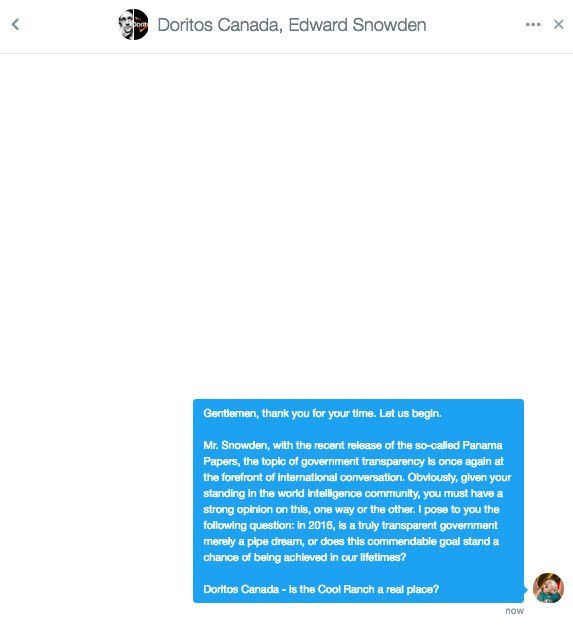 Doritos Canada, Edward Snowden
Gentlemen, thank you for your time. Let us begin.
Mr. Snowden, with the recent release of the so-called Panama
Papers, the topic of government transparency is once again at
the forefront of international conversation. Obviously, given your
standing in the world intelligence community, you must have a
strong opinion on this, one way or the other. I pose to you the
following question: in 2016, is a truly transparent government
merely a pipe dream, or does this commendable goal stand a
chance of being achieved in our lifetimes?
Doritos Canada - is the Cool Ranch a real place?
now